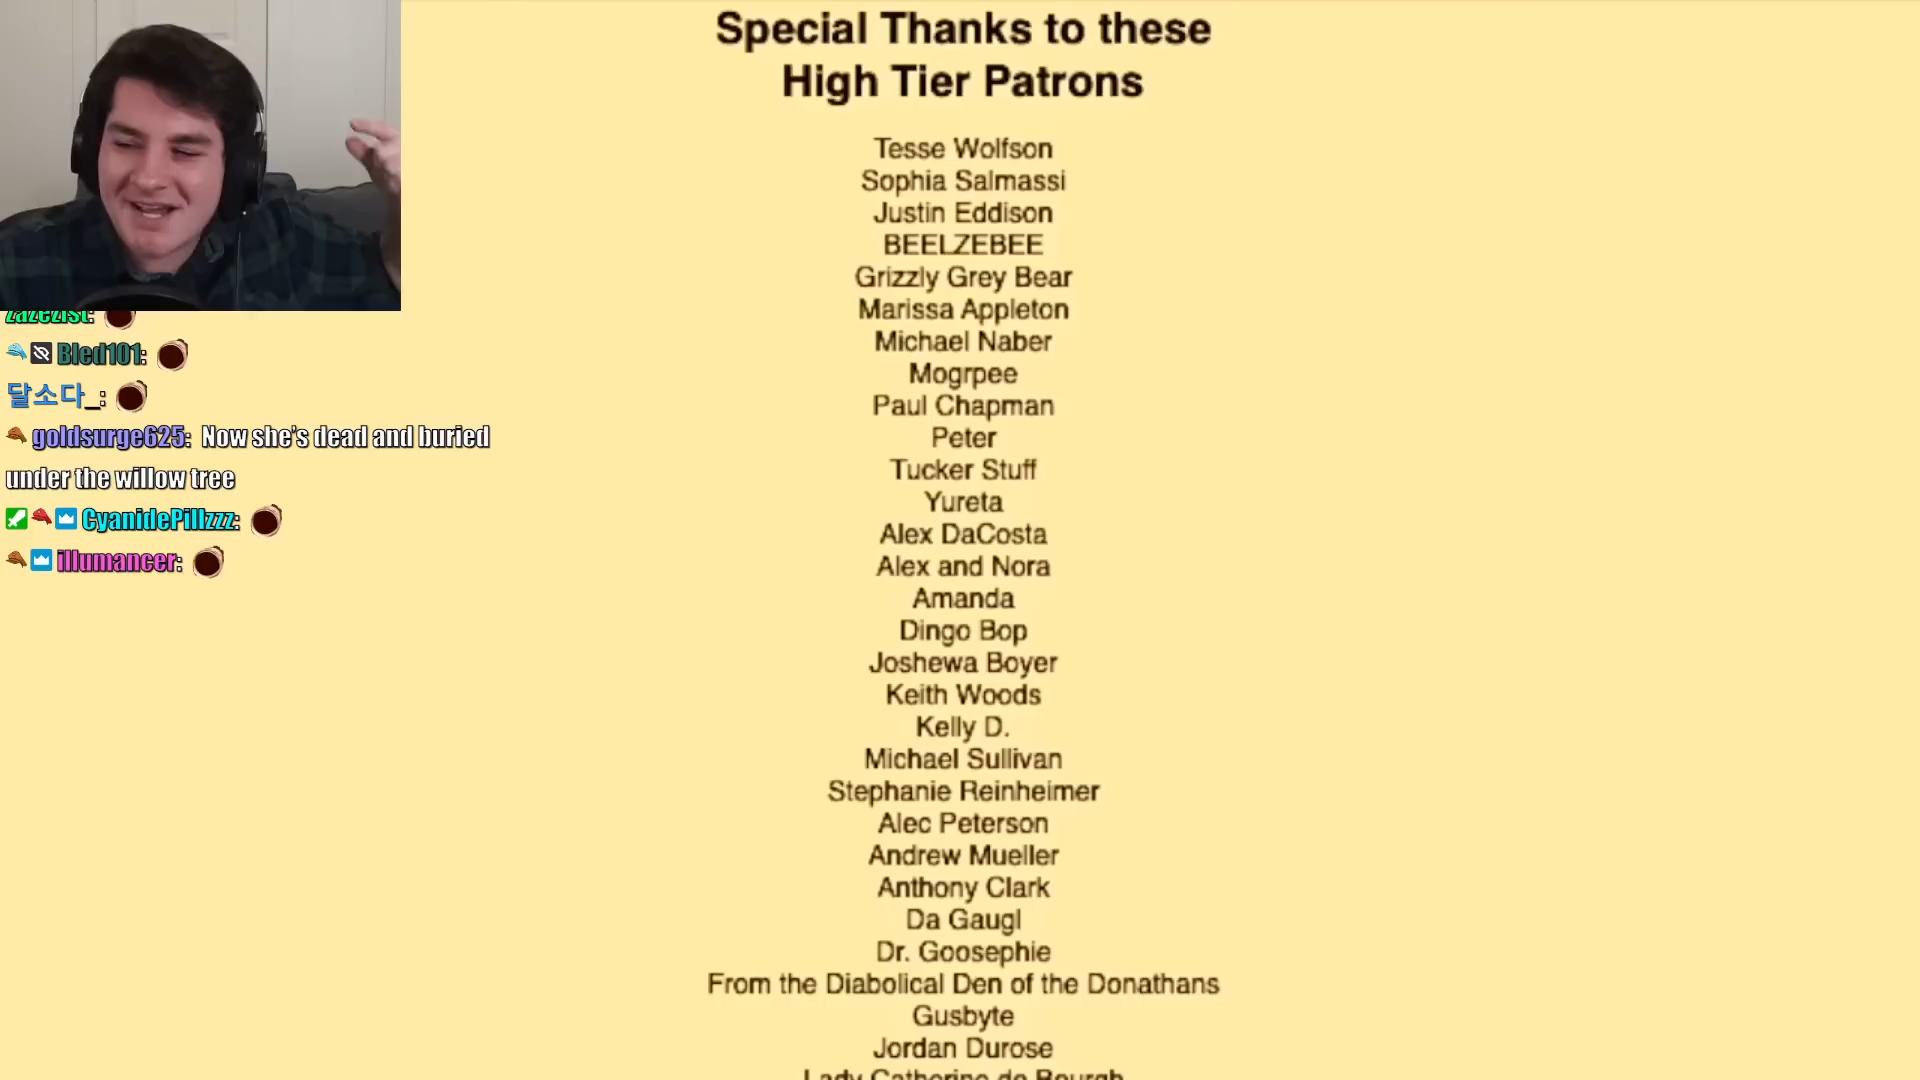 Special Thanks to these
High Tier Patrons
Tesse Wolfson
Sophia Salmassi
Justin Eddison
BEELZEBEE
Grizzly Grey Bear
Marissa Appleton
Michael Naber
Mogrpee
Paul Chapman
Peter
Tucker Stuff
Yureta
Alex DaCosta
Alex and Nora
Amanda
Dingo Bop
Joshewa Boyer
Keith Woods
Kelly D.
Michael Sullivan
Stephanie Reinheimer
Alec Peterson
Andrew Mueller
Anthony Clark
Da Gaugl
Dr. Goosephie
From the Diabolical Den of the Donathans
Gusbyte
Jordan Durose
Lady Catherine de Bourgh
zazezist:
Bled101:
달소다_:
goldsurge625: Now she's dead and buried
under the willow tree
CyanidePillzzz:
illumancer: